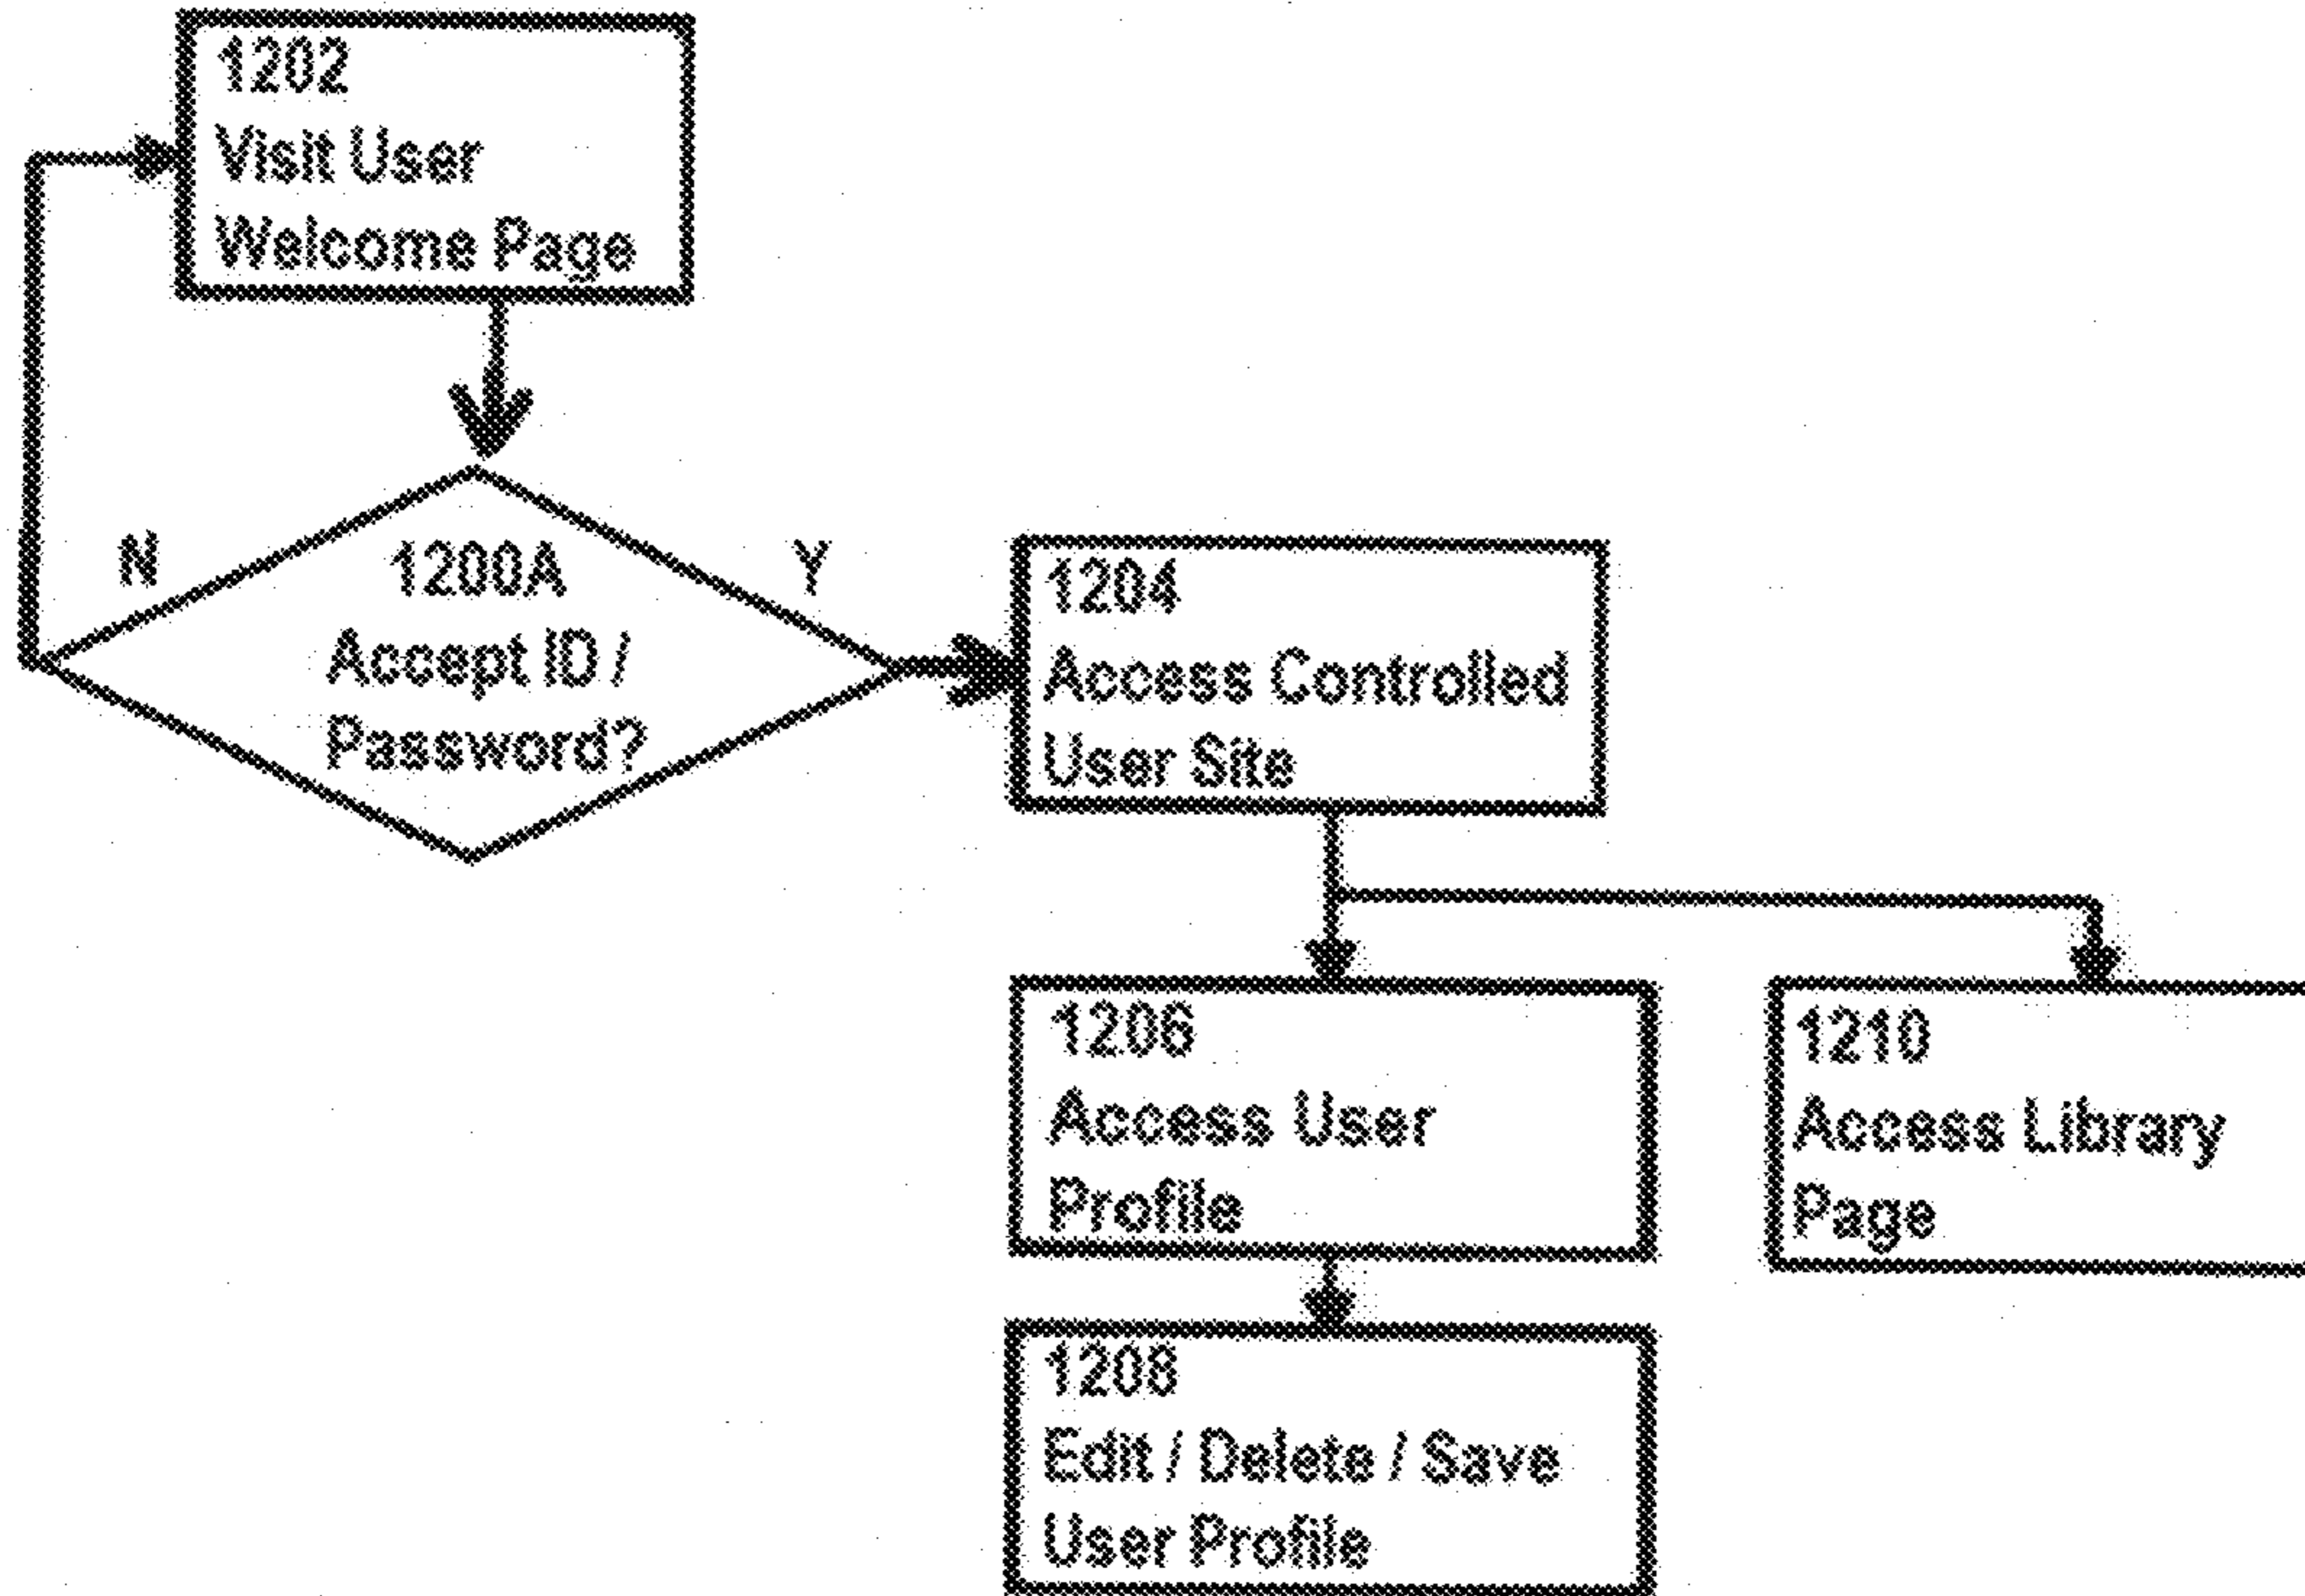 1202
Visit User
Welcome Page
N
1200A
Accept ID /
Password?
Y
1204
Access Controlled
User Site
1206
Access User
Profile
1210
Access Library
Page
1208
Edit / Delete / Save
User Profile